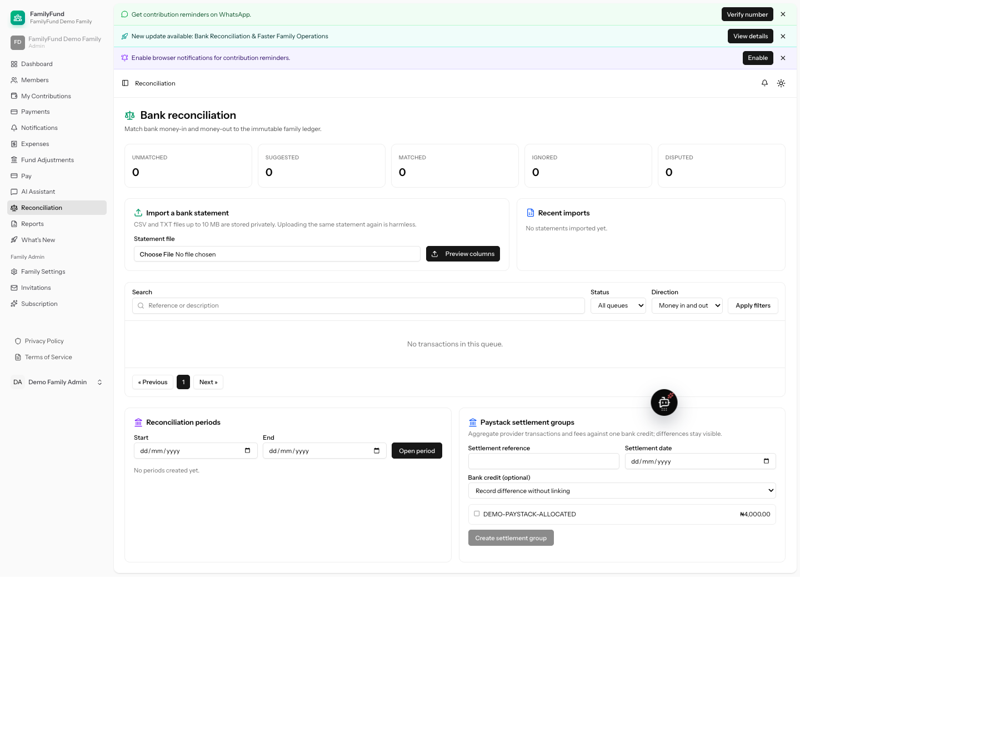 FamilyFund
FamilyFund Demo Family
FD
FamilyFund Demo Family
Admin
Dashboard
Members
My Contributions
Payments
Notifications
Expenses
Fund Adjustments
Pay
AI Assistant
Reconciliation
Reports
What's New
Family Admin
Family Settings
Invitations
Subscription
Privacy Policy
Terms of Service
DA Demo Family Admin
Get contribution reminders on WhatsApp. Verify number
New update available: Bank Reconciliation & Faster Family Operations View details
Enable browser notifications for contribution reminders. Enable
Reconciliation
Bank reconciliation
Match bank money-in and money-out to the immutable family ledger.
UNMATCHED
0
SUGGESTED
0
MATCHED
0
IGNORED
0
DISPUTED
0
Import a bank statement
CSV and TXT files up to 10 MB are stored privately. Uploading the same statement again is harmless.
Statement file
Choose File No file chosen Preview columns
Recent imports
No statements imported yet.
Search Status Direction
Reference or description All queues Money in and out Apply filters
No transactions in this queue.
« Previous 1 Next »
Reconciliation periods
Start End
dd/mm/yyyy dd/mm/yyyy Open period
No periods created yet.
Paystack settlement groups
Aggregate provider transactions and fees against one bank credit; differences stay visible.
Settlement reference Settlement date
dd/mm/yyyy
Bank credit (optional)
Record difference without linking
DEMO-PAYSTACK-ALLOCATED ₦4,000.00
Create settlement group